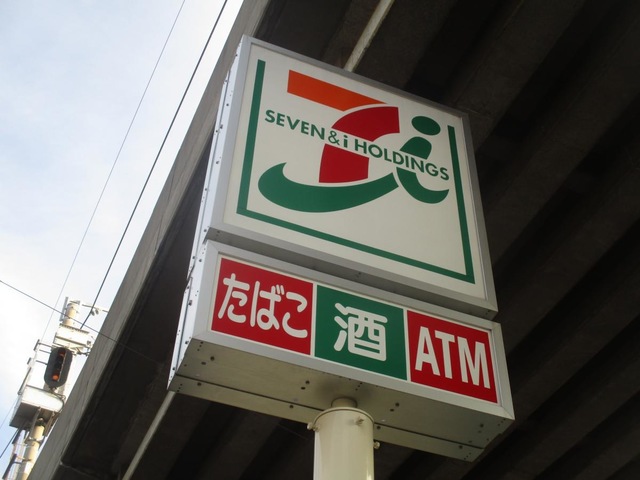 SEVEN & i HOLDINGS
たばこ 酒 ATM